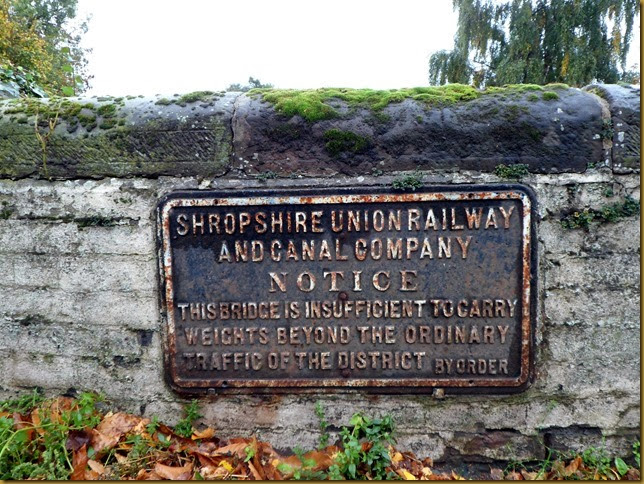 SHROPSHIRE UNION RAILWAY
AND CANAL COMPANY
NOTICE
THIS BRIDGE IS INSUFFICIENT TO CARRY
WEIGHTS BEYOND THE ORDINARY
TRAFFIC OF THE DISTRICT BY ORDER